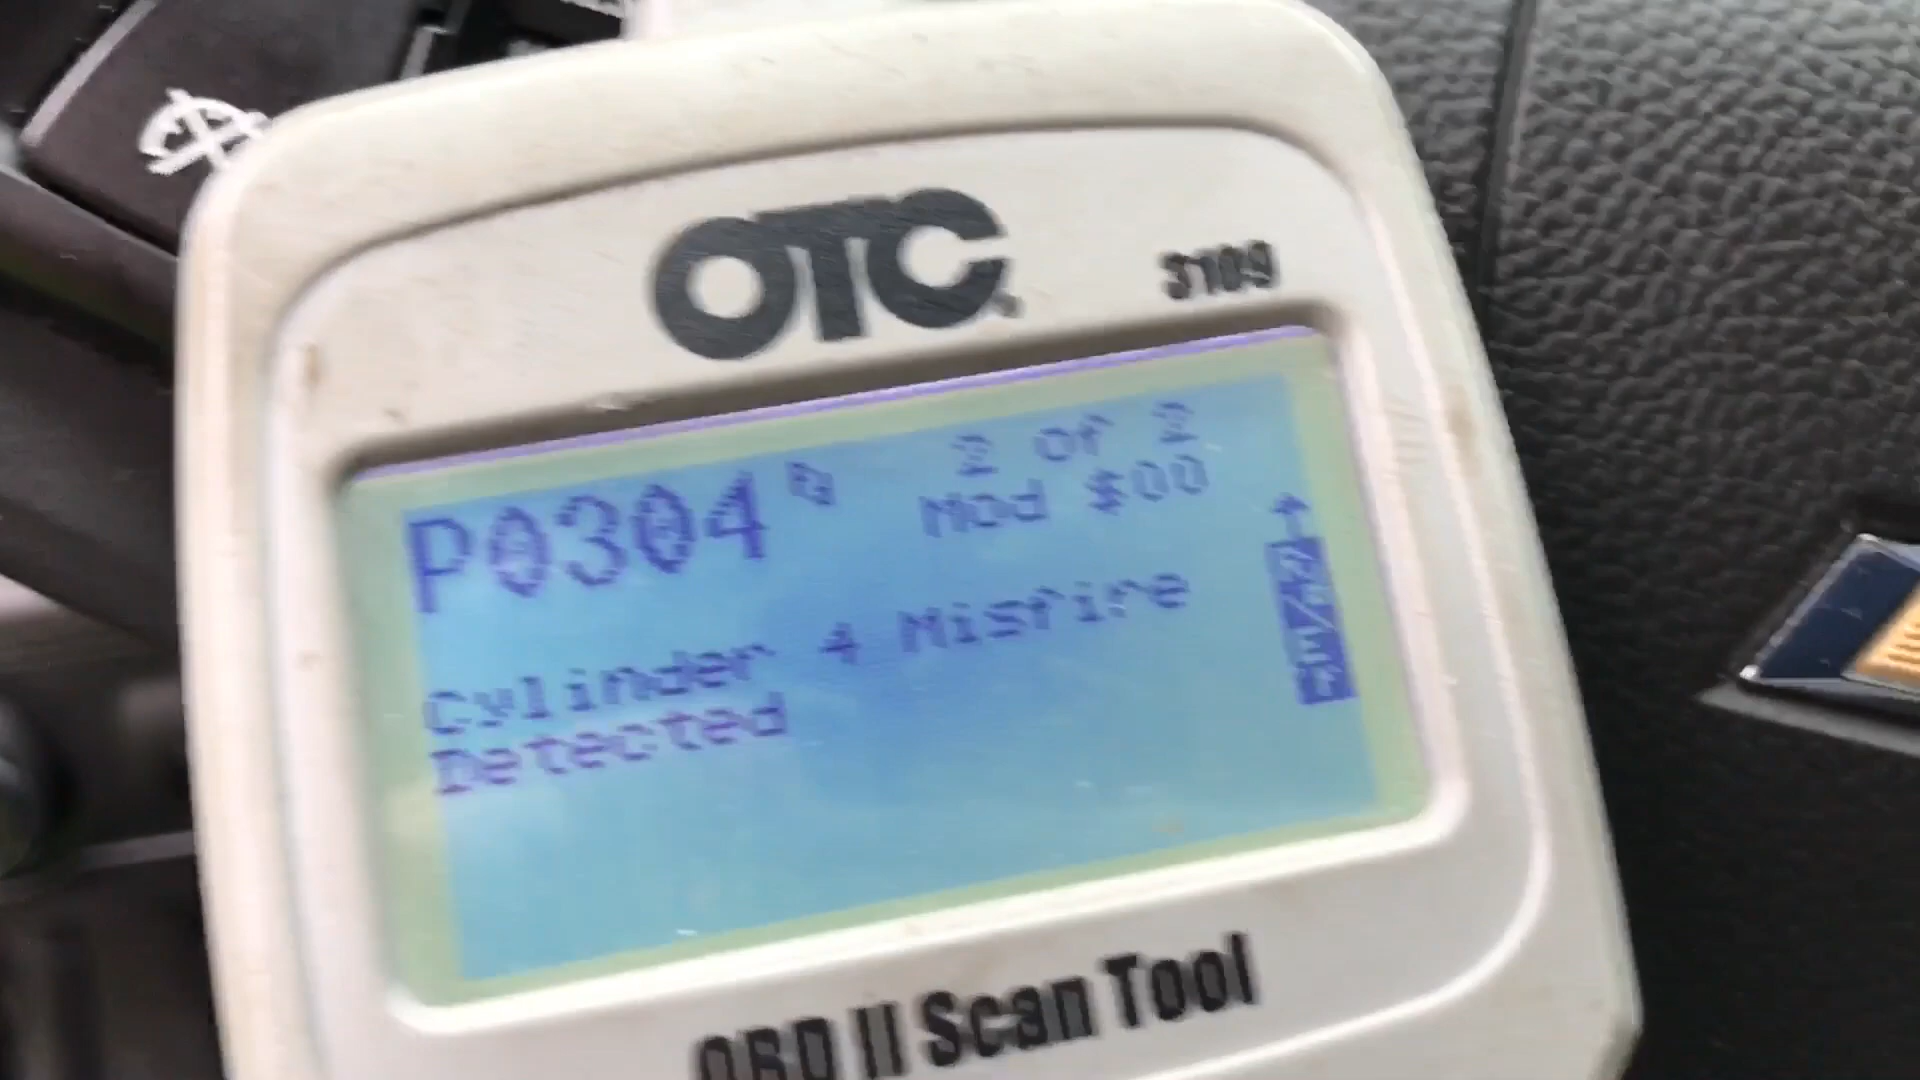 OTC
3109
P0304
2 of 2
Mod $00
Cylinder 4 Misfire
Detected
OBD II Scan Tool